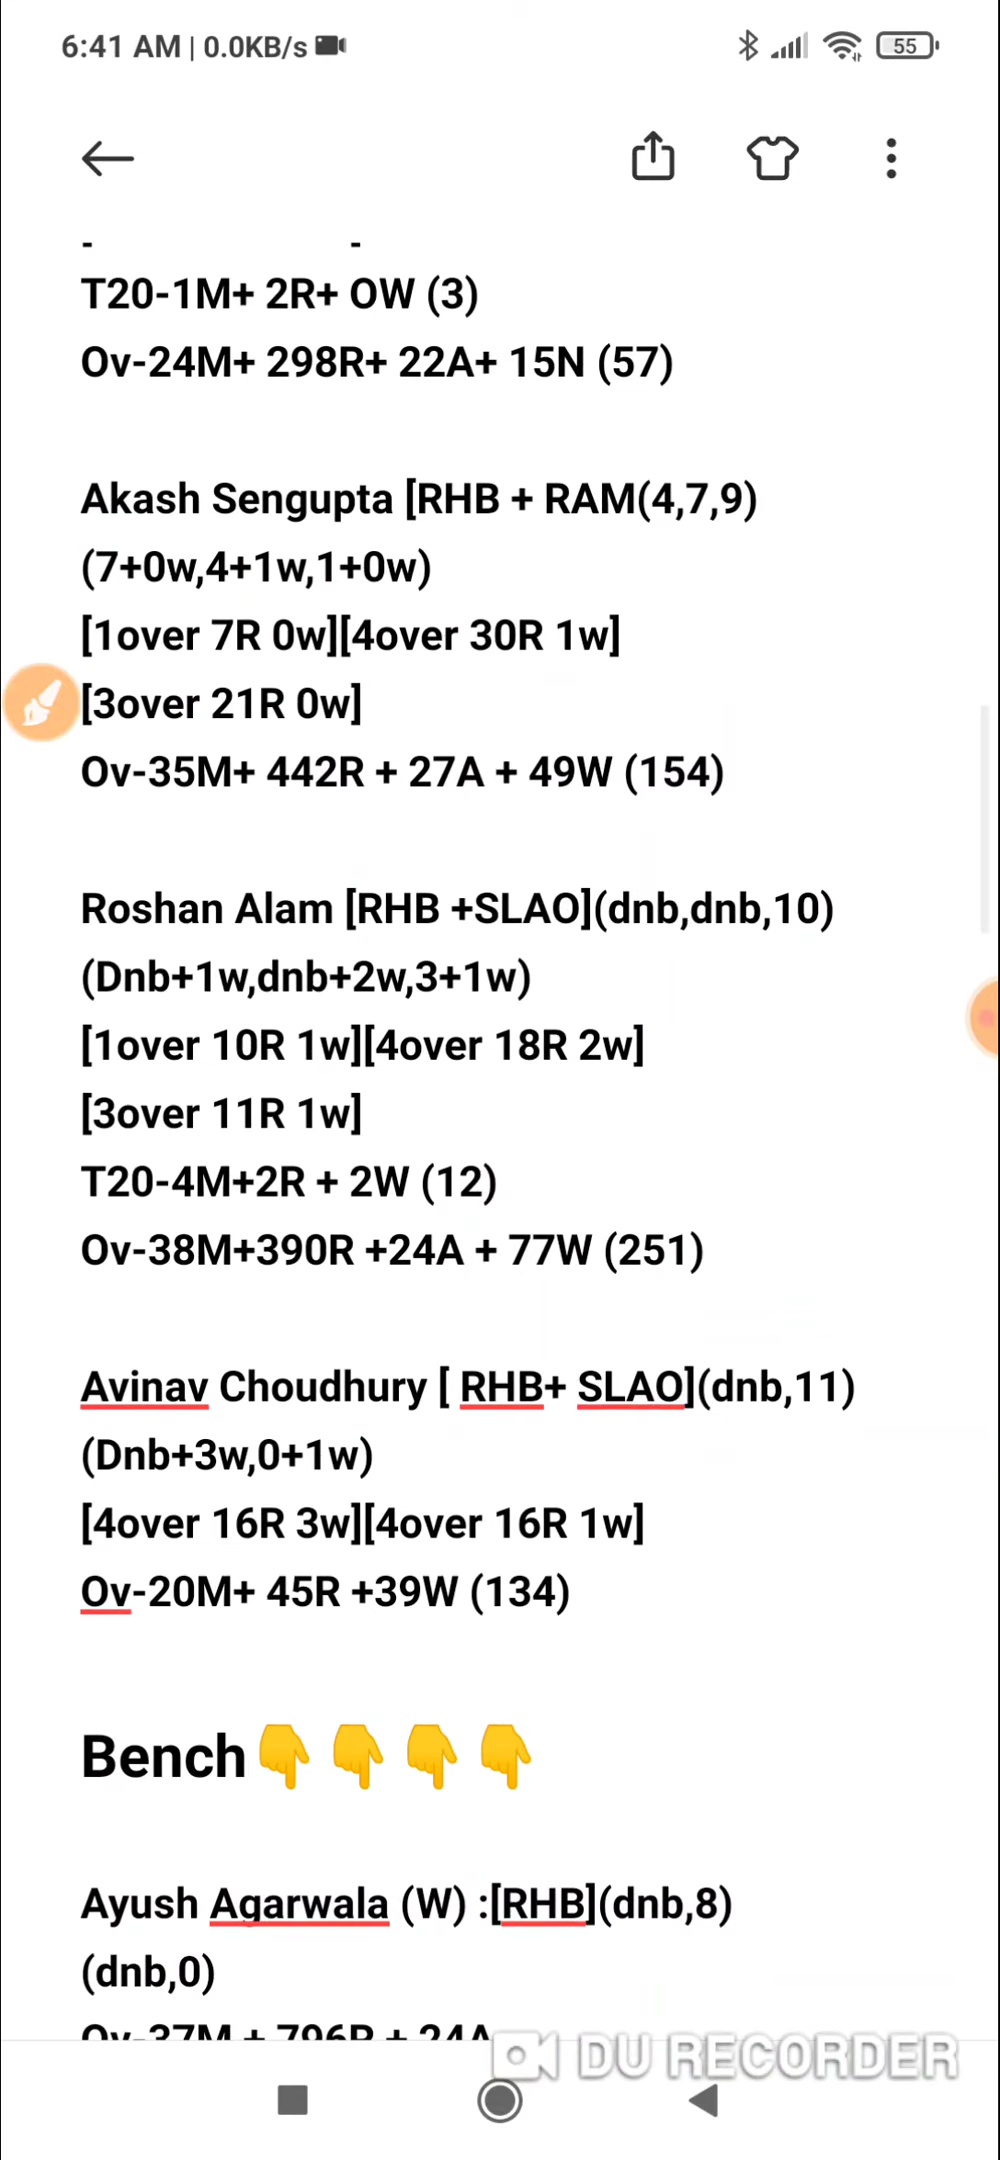 6:41 AM | 0.0KB/s
55
T20-1M+ 2R+ OW (3)
Ov-24M+ 298R+ 22A+ 15N (57)
Akash Sengupta [RHB + RAM(4,7,9)
(7+0w,4+1w,1+0w)
[1over 7R 0w][4over 30R 1w]
[3over 21R 0w]
Ov-35M+ 442R + 27A + 49W (154)
Roshan Alam [RHB +SLAO](dnb,dnb,10)
(Dnb+1w,dnb+2w,3+1w)
[1over 10R 1w][4over 18R 2w]
[3over 11R 1w]
T20-4M+2R + 2W (12)
Ov-38M+390R +24A + 77W (251)
Avinav Choudhury [ RHB+ SLAO](dnb,11)
(Dnb+3w,0+1w)
[4over 16R 3w][4over 16R 1w]
Ov-20M+ 45R +39W (134)
Bench👇👇👇👇
Ayush Agarwala (W) :[RHB](dnb,8)
(dnb,0)
Ov-37M + 796R + 24A
DU RECORDER